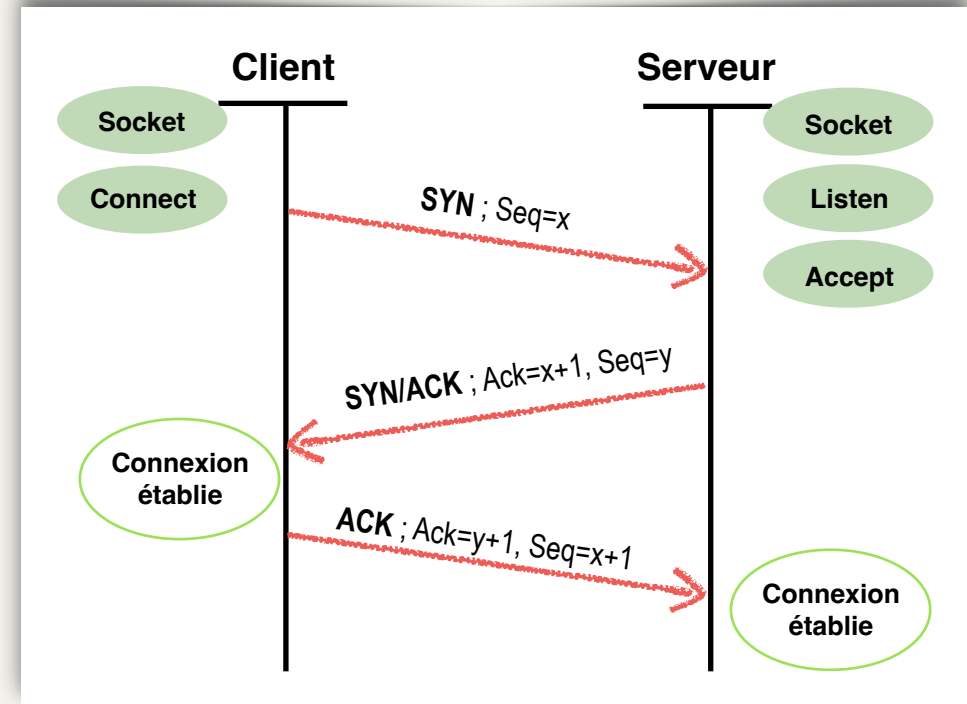 Client
Serveur
Socket
Socket
Connect
Listen
SYN ; Seq=x
Accept
SYN/ACK ; Ack=x+1, Seq=y
Connexion
établie
ACK ; Ack=y+1, Seq=x+1
Connexion
établie